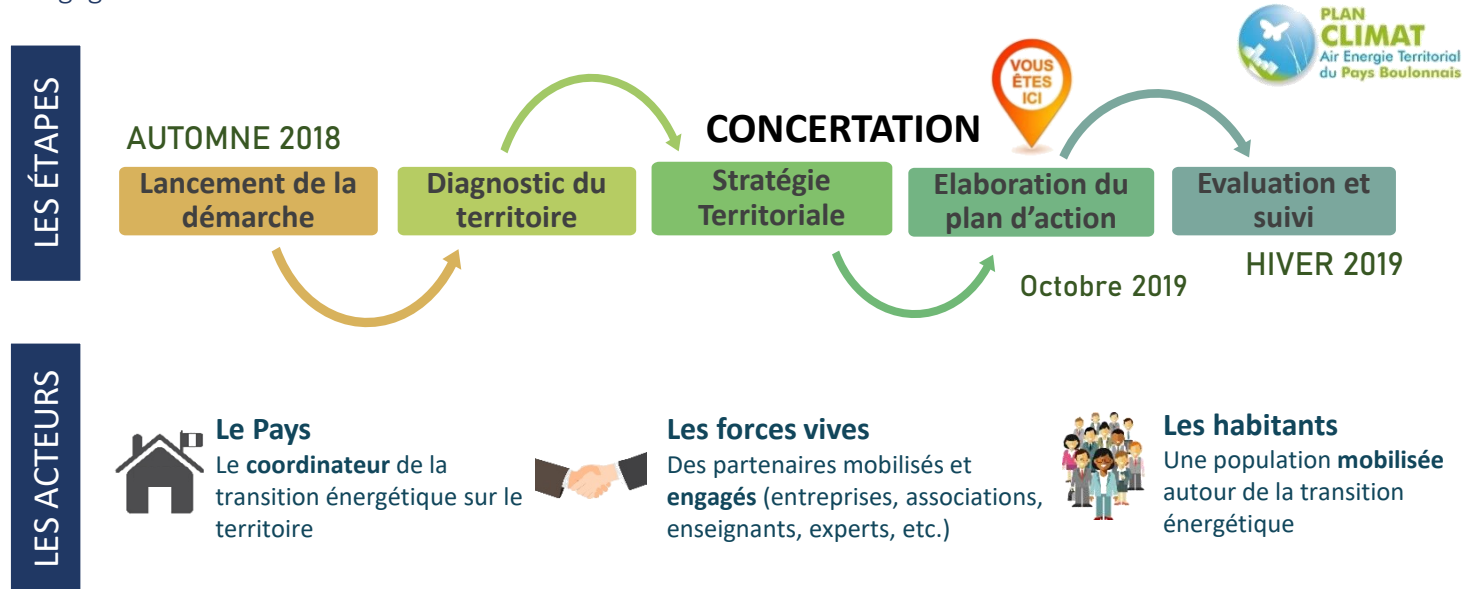 PLAN
CLIMAT
Air Energie Territorial
du Pays Boulonnais
LES ÉTAPES
VOUS
ÊTES
ICI
AUTOMNE 2018
CONCERTATION
Lancement de la
démarche
Diagnostic du
territoire
Stratégie
Territoriale
Elaboration du
plan d'action
Evaluation et
suivi
Octobre 2019
HIVER 2019
LES ACTEURS
Le Pays
Le coordinateur de la
transition énergétique sur le
territoire
Les forces vives
Des partenaires mobilisés et
engagés (entreprises, associations,
enseignants, experts, etc.)
Les habitants
Une population mobilisée
autour de la transition
énergétique